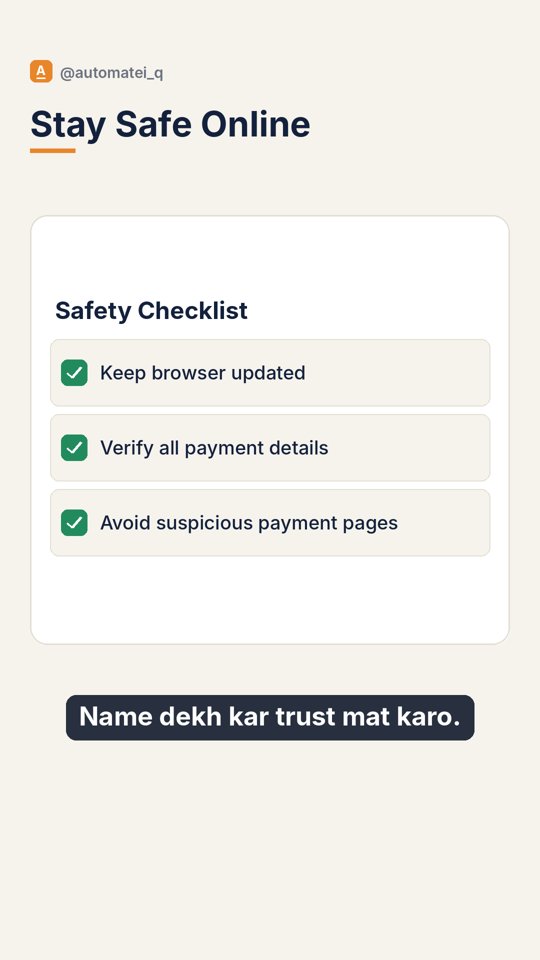 A
@automatei_q
Stay Safe Online
Safety Checklist
Keep browser updated
Verify all payment details
Avoid suspicious payment pages
Name dekh kar trust mat karo.